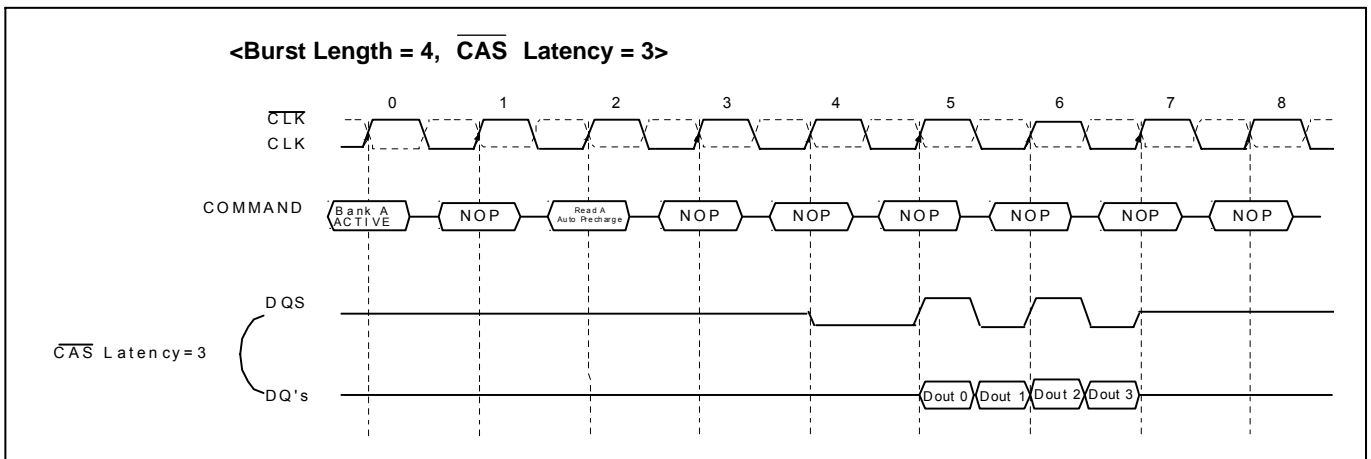 <Burst Length = 4, CAS Latency = 3>
0 1 2 3 4 5 6 7 8
CLK
CLK
COMMAND
Bank A
ACTIVE
NOP
Read A
Auto Precharge
NOP
NOP
NOP
NOP
NOP
NOP
DQS
CAS Latency=3
DQ's
Dout 0 Dout 1 Dout 2 Dout 3